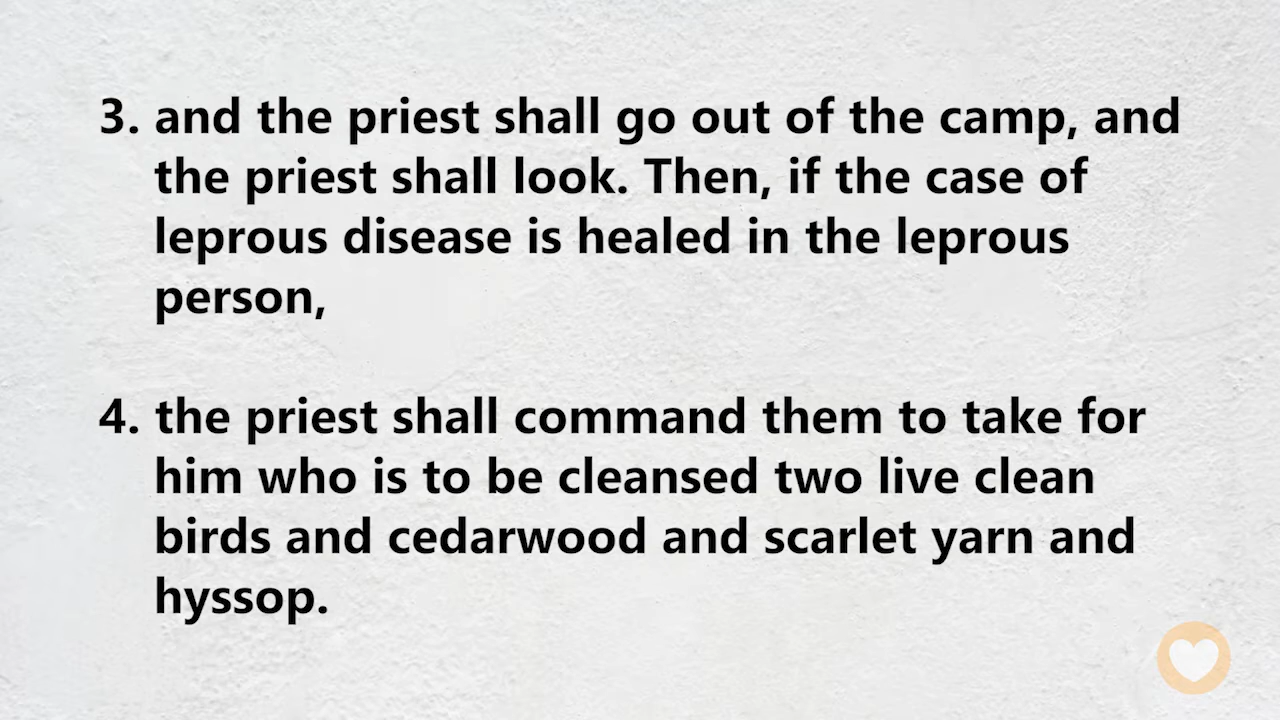 3. and the priest shall go out of the camp, and
the priest shall look. Then, if the case of
leprous disease is healed in the leprous
person,
4. the priest shall command them to take for
him who is to be cleansed two live clean
birds and cedarwood and scarlet yarn and
hyssop.